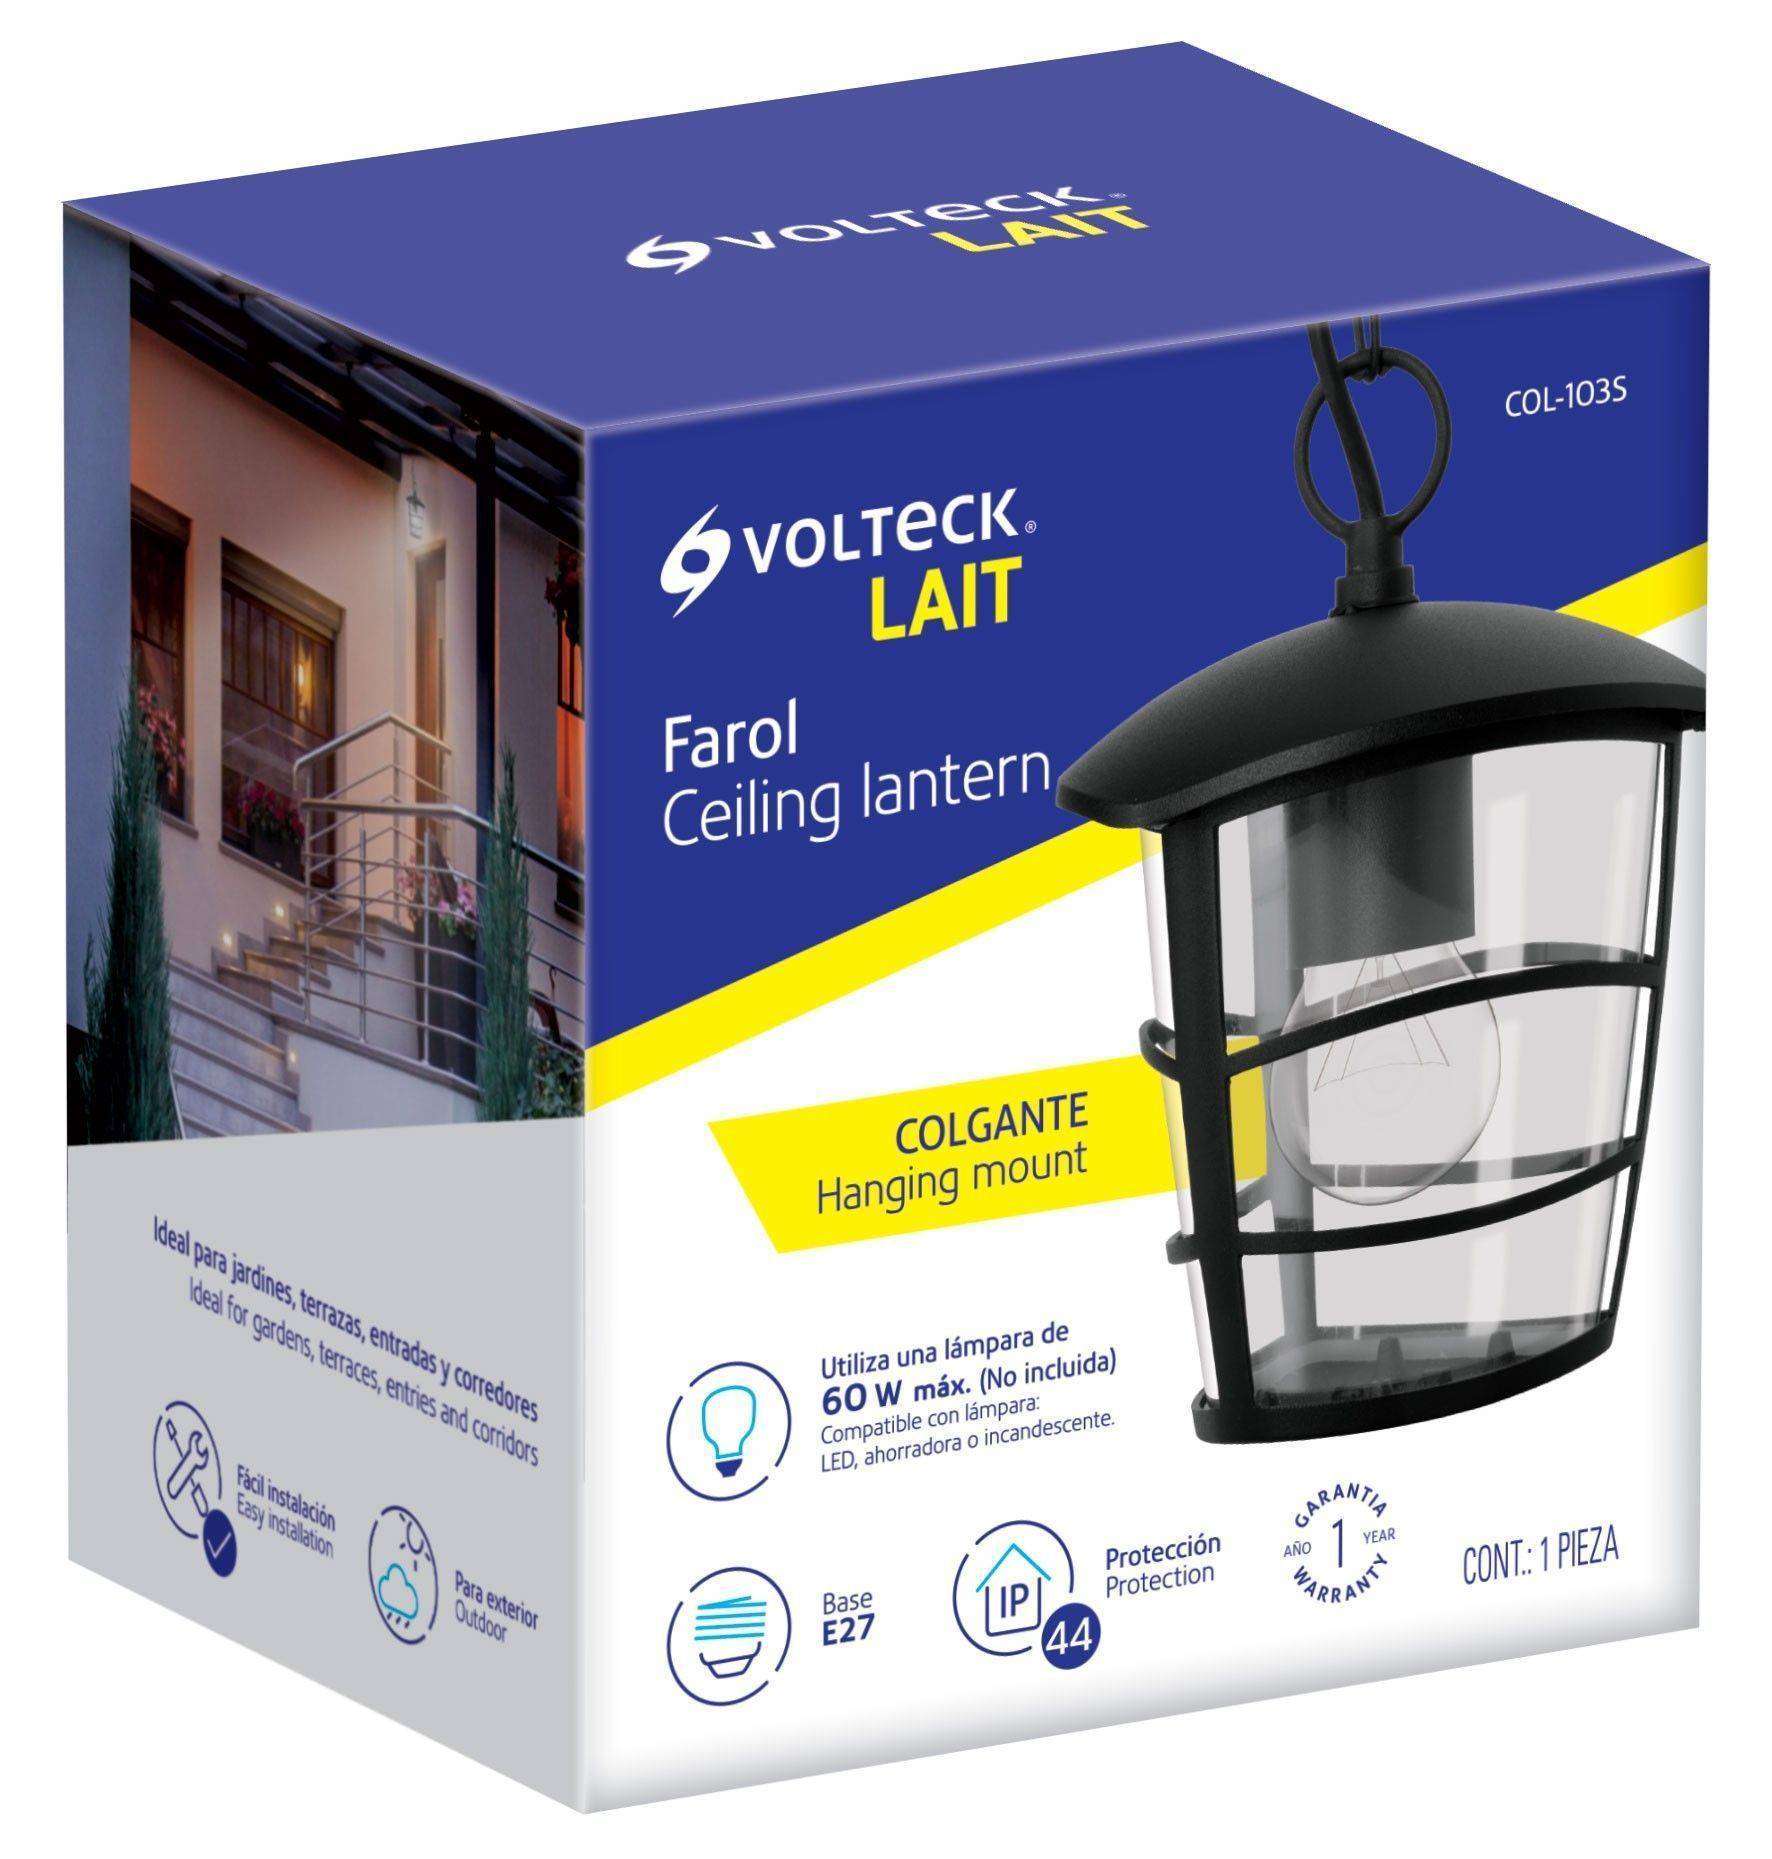 VOLTECK®
LAIT
COL-103S
VOLTECK®
LAIT
Farol
Ceiling lantern
COLGANTE
Hanging mount
Utiliza una lámpara de
60 W máx. (No incluida)
Compatible con lámpara:
LED, ahorradora o incandescente.
Base
E27
IP
44
Protección
Protection
GARANTIA
AÑO 1 YEAR
WARRANTY
CONT.: 1 PIEZA
Ideal para jardines, terrazas, entradas y corredores
Ideal for gardens, terraces, entries and corridors
Fácil instalación
Easy installation
Para exterior
Outdoor